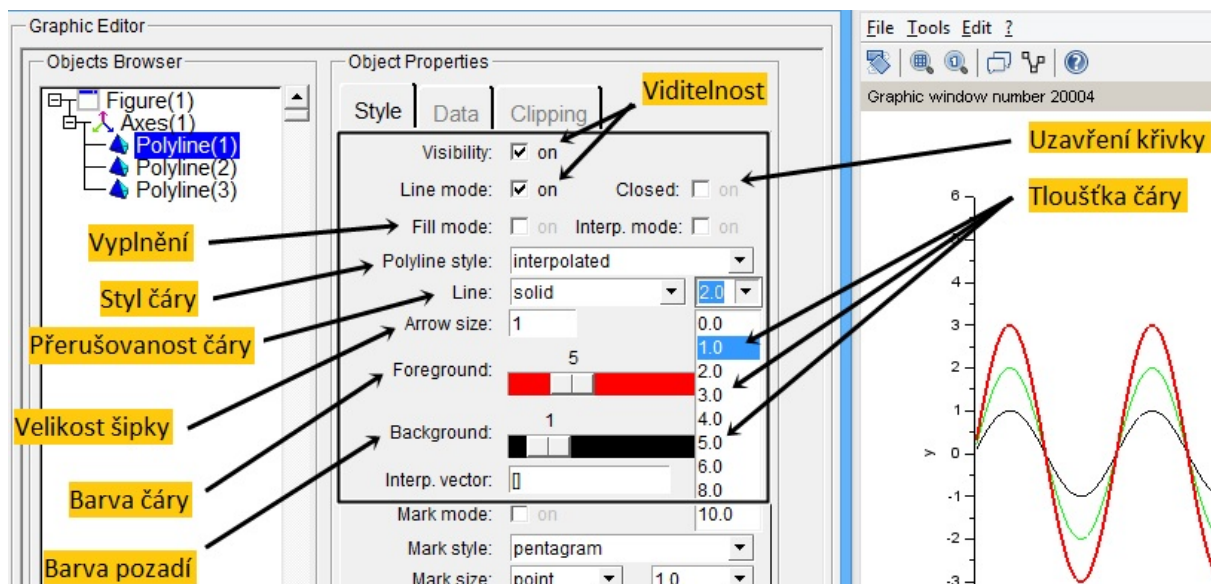 Graphic Editor
Objects Browser
Figure(1)
Axes(1)
Polyline(1)
Polyline(2)
Polyline(3)
Object Properties
Style Data Clipping
Visibility: on
Line mode: on Closed: on
Fill mode: on Interp. mode: on
Polyline style: interpolated
Line: solid 2.0
Arrow size: 1
0.0
1.0
2.0
3.0
4.0
5.0
6.0
8.0
10.0
Foreground: 5
Background: 1
Interp. vector: []
Mark mode: on
Mark style: pentagram
Mark size: point 1.0
Viditelnost
Uzavření křivky
Tloušťka čáry
Vyplnění
Styl čáry
Přerušovanost čáry
Velikost šipky
Barva čáry
Barva pozadí
File Tools Edit ?
Graphic window number 20004
6
4
3
2
1
0
-1
-2
-3
y